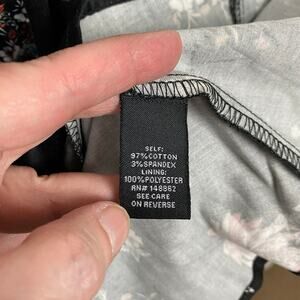 SELF:
97%COTTON
3%SPANDEX
LINING:
100%POLYESTER
RN# 148862
SEE CARE
ON REVERSE